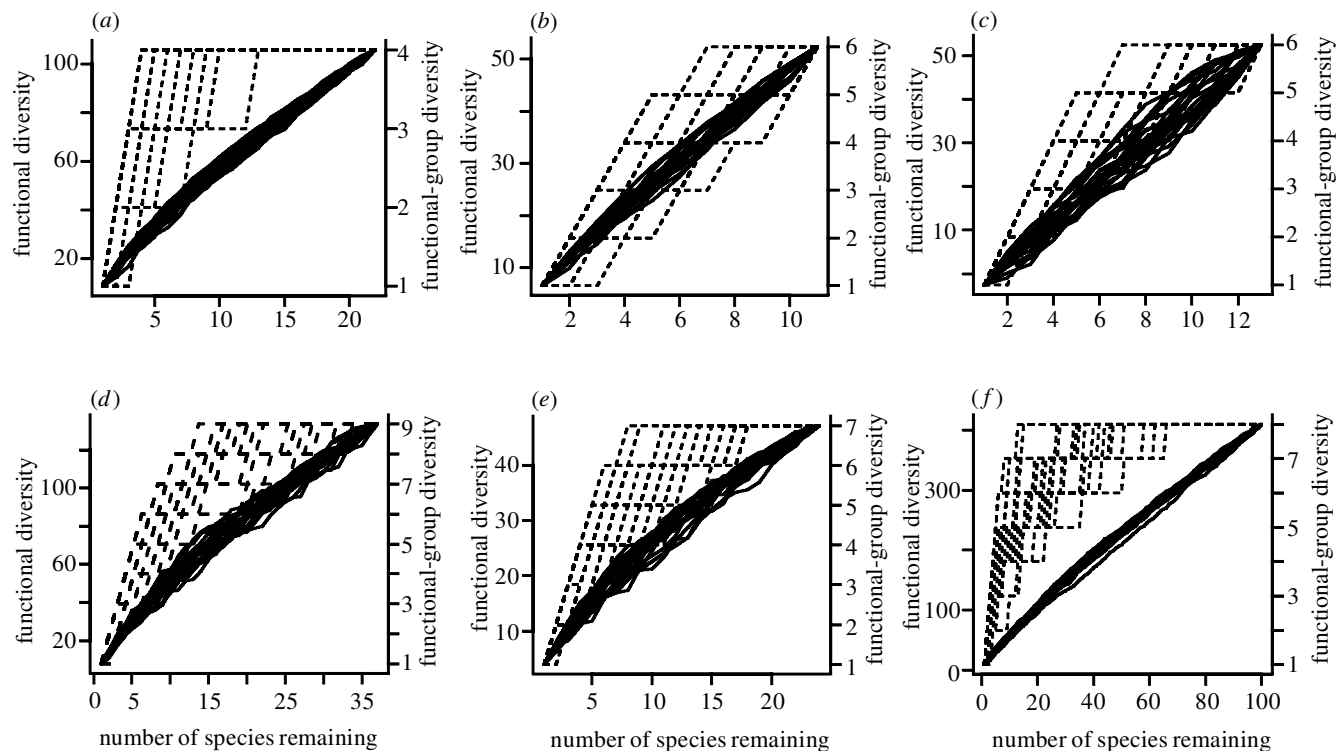 (a)
functional diversity
100
60
20
4
3
2
1
functional-group diversity
5 10 15 20
(b)
functional diversity
50
30
10
6
5
4
3
2
1
functional-group diversity
2 4 6 8 10
(c)
functional diversity
50
30
10
6
5
4
3
2
1
functional-group diversity
2 4 6 8 10 12
(d)
functional diversity
100
60
20
9
7
5
3
1
functional-group diversity
0 5 15 25 35
number of species remaining
(e)
functional diversity
40
30
20
10
7
6
5
4
3
2
1
functional-group diversity
5 10 15 20
number of species remaining
(f)
functional diversity
300
100
0
7
5
3
1
functional-group diversity
0 20 40 60 80 100
number of species remaining